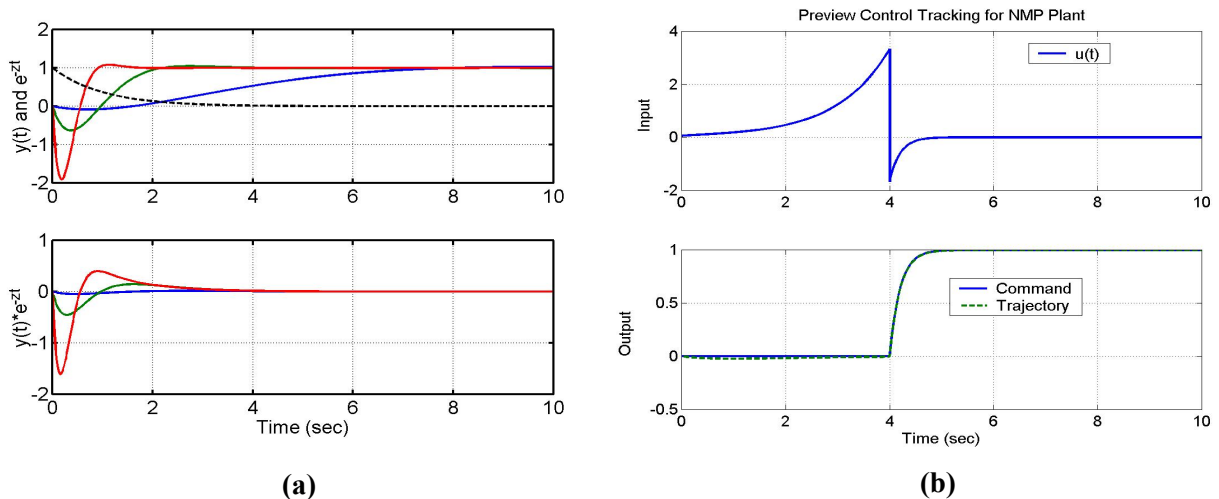 2
1
0
-1
-2
y(t) and e^-zt
0 2 4 6 8 10
1
0
-1
-2
y(t)*e^-zt
0 2 4 6 8 10
Time (sec)
(a)
Preview Control Tracking for NMP Plant
4
2
0
-2
Input
u(t)
0 2 4 6 8 10
1
0.5
0
-0.5
Output
Command
Trajectory
0 2 4 6 8 10
Time (sec)
(b)